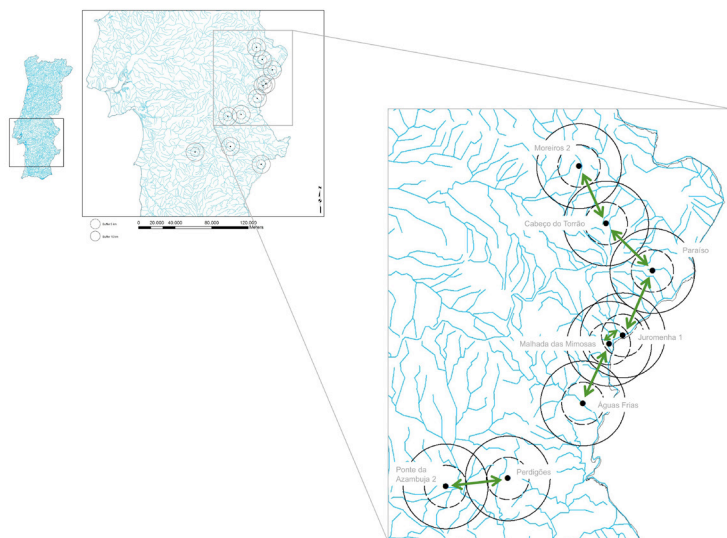 0
20.000
40.000
80.000
120.000
Meters
Moreiros 2
Cabeço do Torrão
Paraíso
Malhada das Mimosas
Juromenha 1
Águas Frias
Ponte da
Azambuja 2
Perdigões